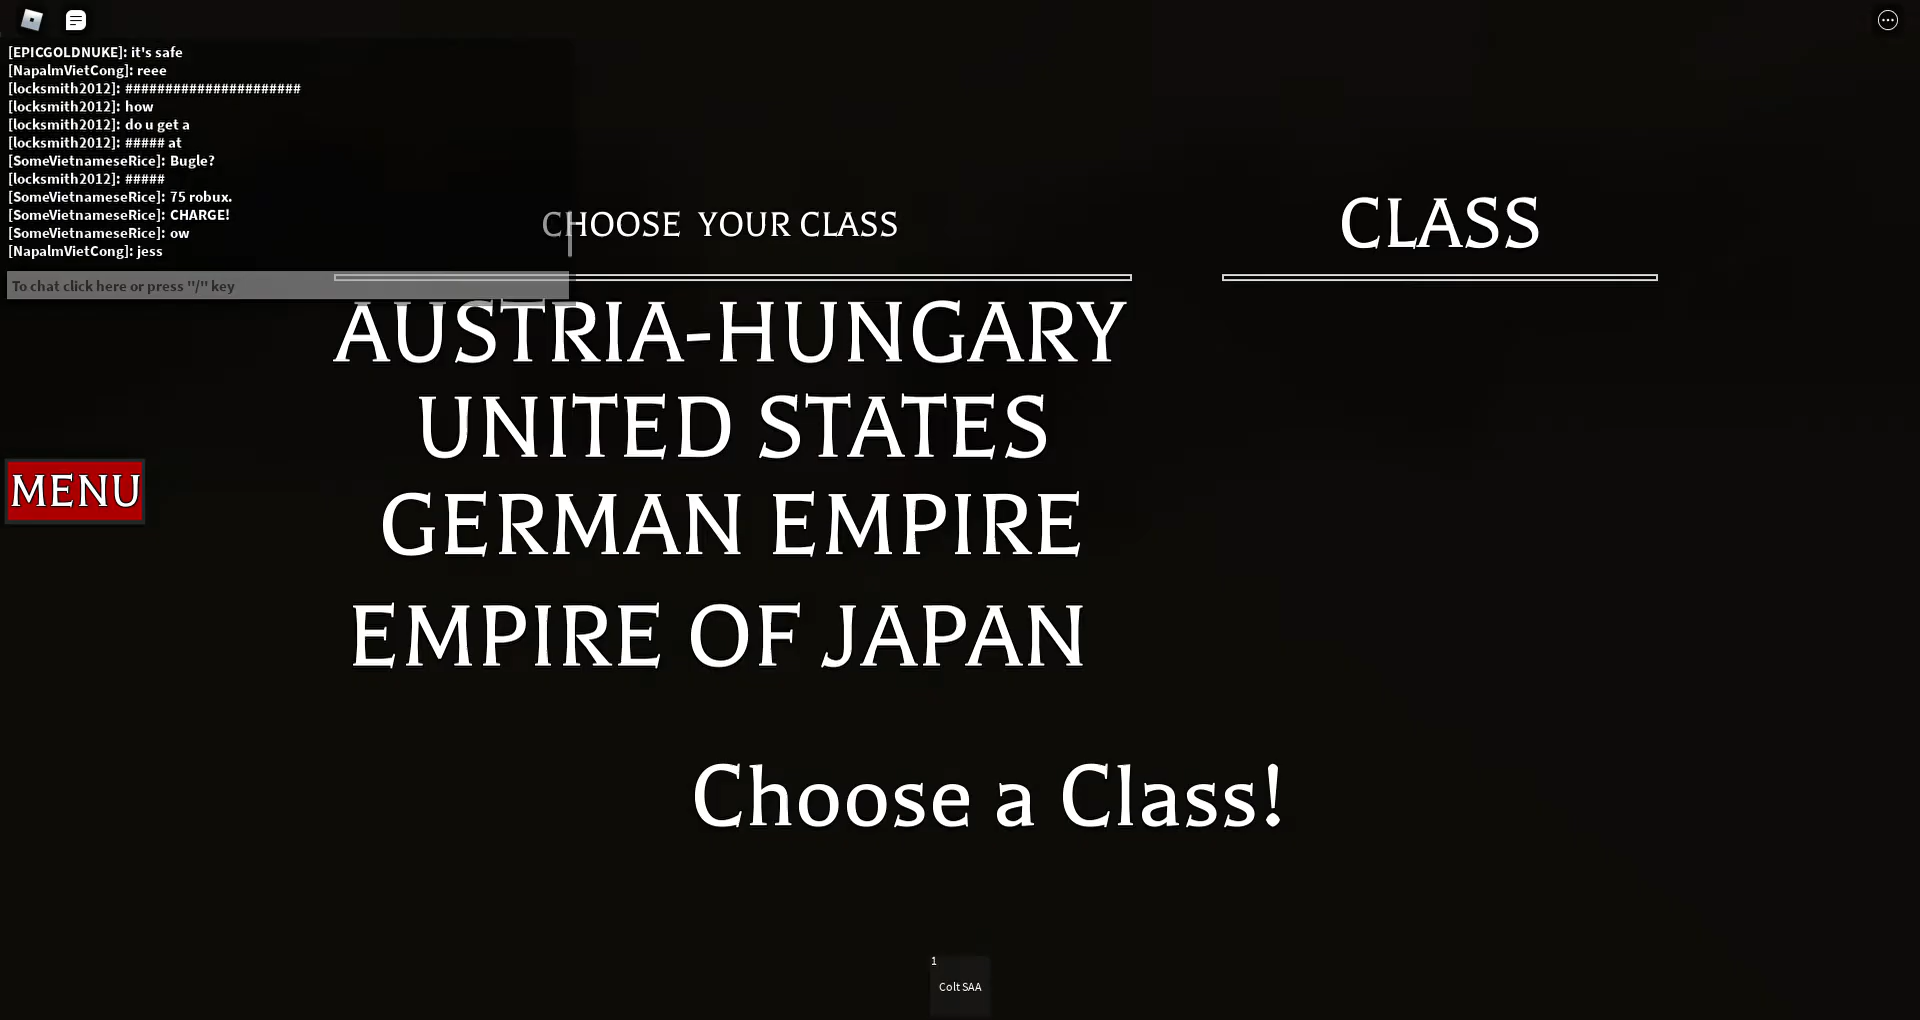 [EPICGOLDNUKE]: it's safe
[NapalmVietCong]: reee
[locksmith2012]: ######################
[locksmith2012]: how
[locksmith2012]: do u get a
[locksmith2012]: ##### at
[SomeVietnameseRice]: Bugle?
[locksmith2012]: #####
[SomeVietnameseRice]: 75 robux.
[SomeVietnameseRice]: CHARGE!
[SomeVietnameseRice]: ow
[NapalmVietCong]: jess
To chat click here or press "/" key
CHOOSE YOUR CLASS
AUSTRIA-HUNGARY
UNITED STATES
GERMAN EMPIRE
EMPIRE OF JAPAN
CLASS
MENU
Choose a Class!
1
Colt SAA